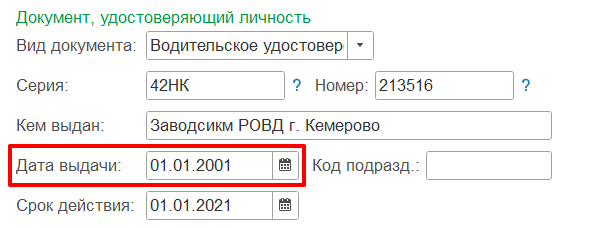 Документ, удостоверяющий личность
Вид документа: Водительское удостовер
Серия: 42НК ? Номер: 213516 ?
Кем выдан: Заводсикм РОВД г. Кемерово
Дата выдачи: 01.01.2001 Код подразд.:
Срок действия: 01.01.2021